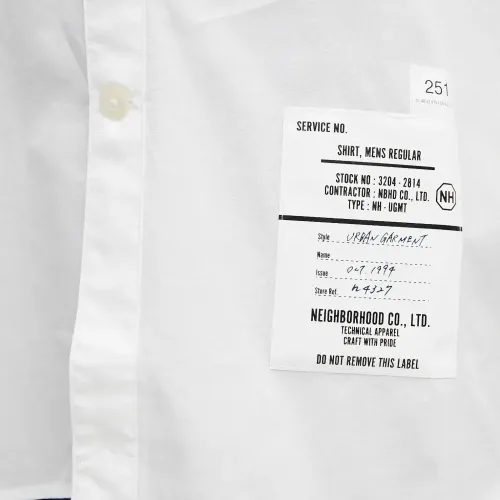 251
SERVICE NO.
SHIRT, MENS REGULAR
STOCK NO : 3204 - 2814
CONTRACTOR : NBHD CO., LTD.
TYPE : NH - UGMT
NH
Style URBAN GARMENT
Name
Issue OCT. 1994
Store Ref. n4327
NEIGHBORHOOD CO., LTD.
TECHNICAL APPAREL
CRAFT WITH PRIDE
DO NOT REMOVE THIS LABEL